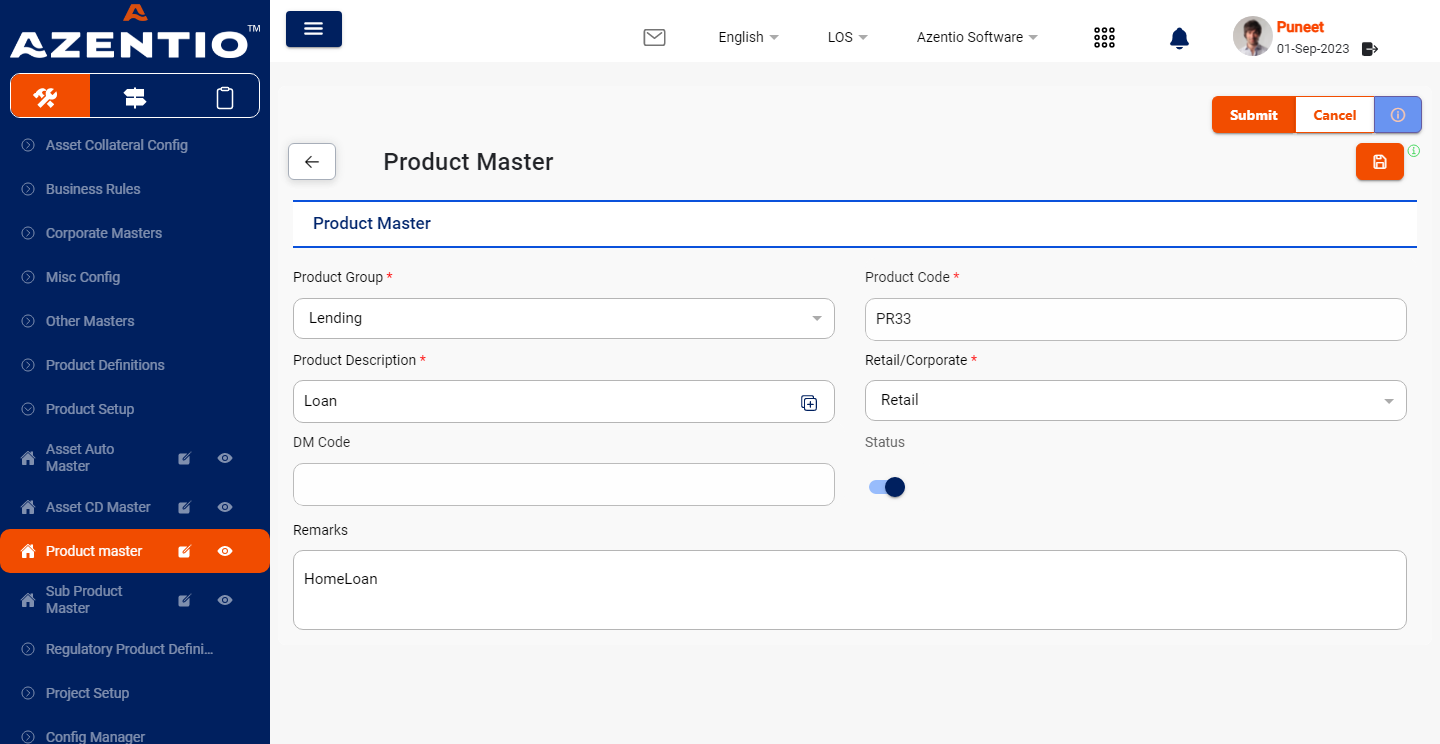 AZENTIO™
English
LOS
Azentio Software
Puneet
01-Sep-2023
Asset Collateral Config
Business Rules
Corporate Masters
Misc Config
Other Masters
Product Definitions
Product Setup
Asset Auto
Master
Asset CD Master
Product master
Sub Product
Master
Regulatory Product Defini...
Project Setup
Config Manager
Submit
Cancel
Product Master
Product Master
Product Group *
Lending
Product Code *
PR33
Product Description *
Loan
Retail/Corporate *
Retail
DM Code
Status
Remarks
HomeLoan